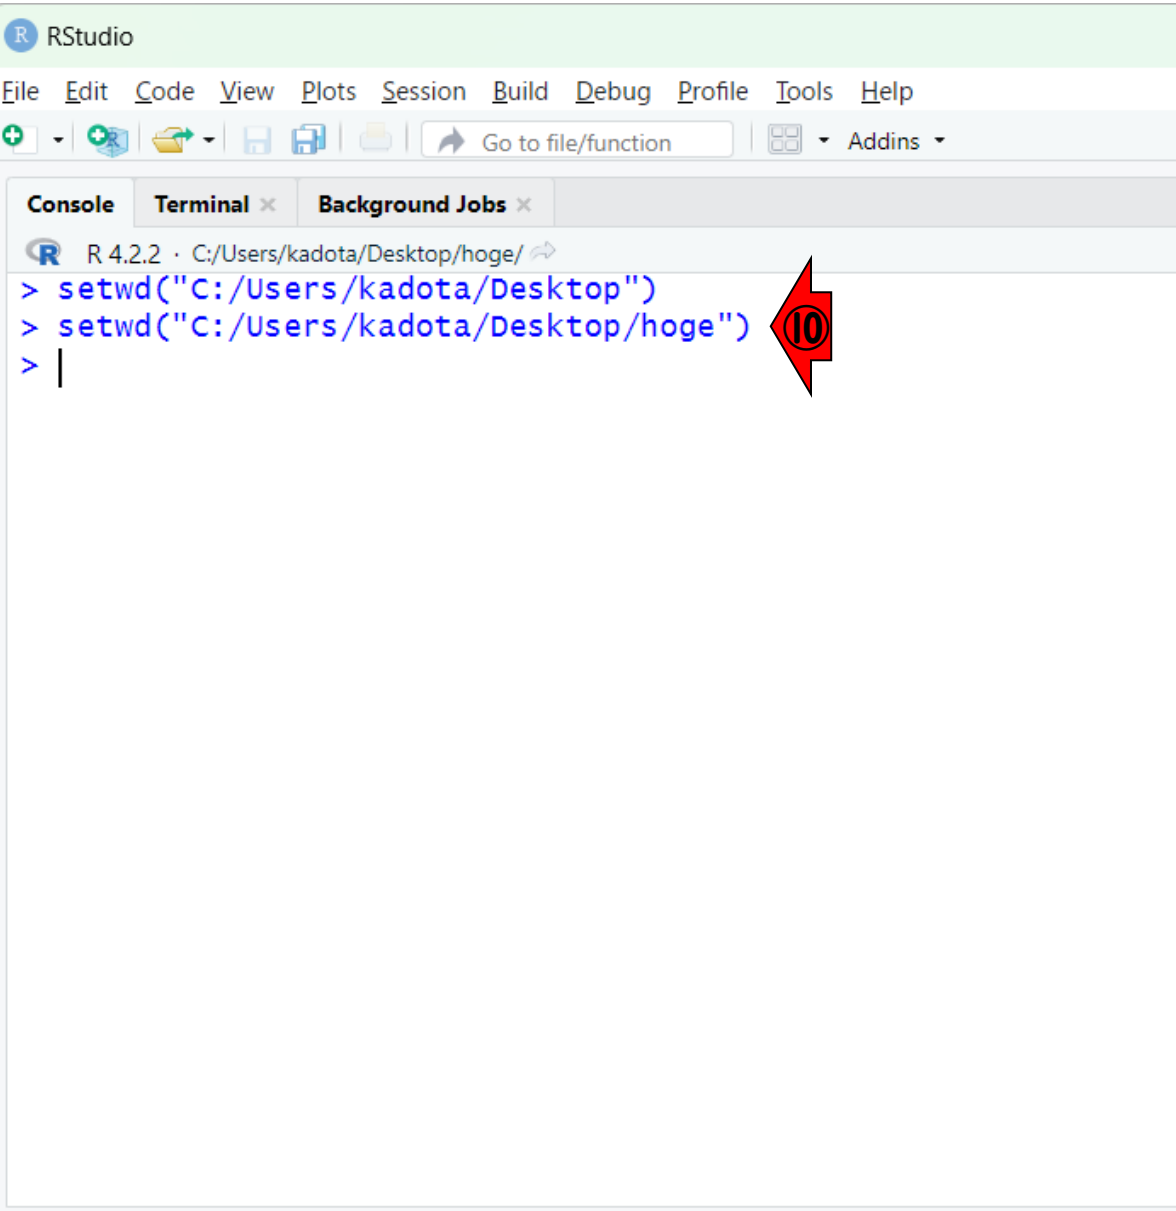 R RStudio
File Edit Code View Plots Session Build Debug Profile Tools Help
R Go to file/function Addins
Console Terminal × Background Jobs ×
R R 4.2.2 · C:/Users/kadota/Desktop/hoge/
> setwd("C:/Users/kadota/Desktop")
> setwd("C:/Users/kadota/Desktop/hoge")
⑩
>